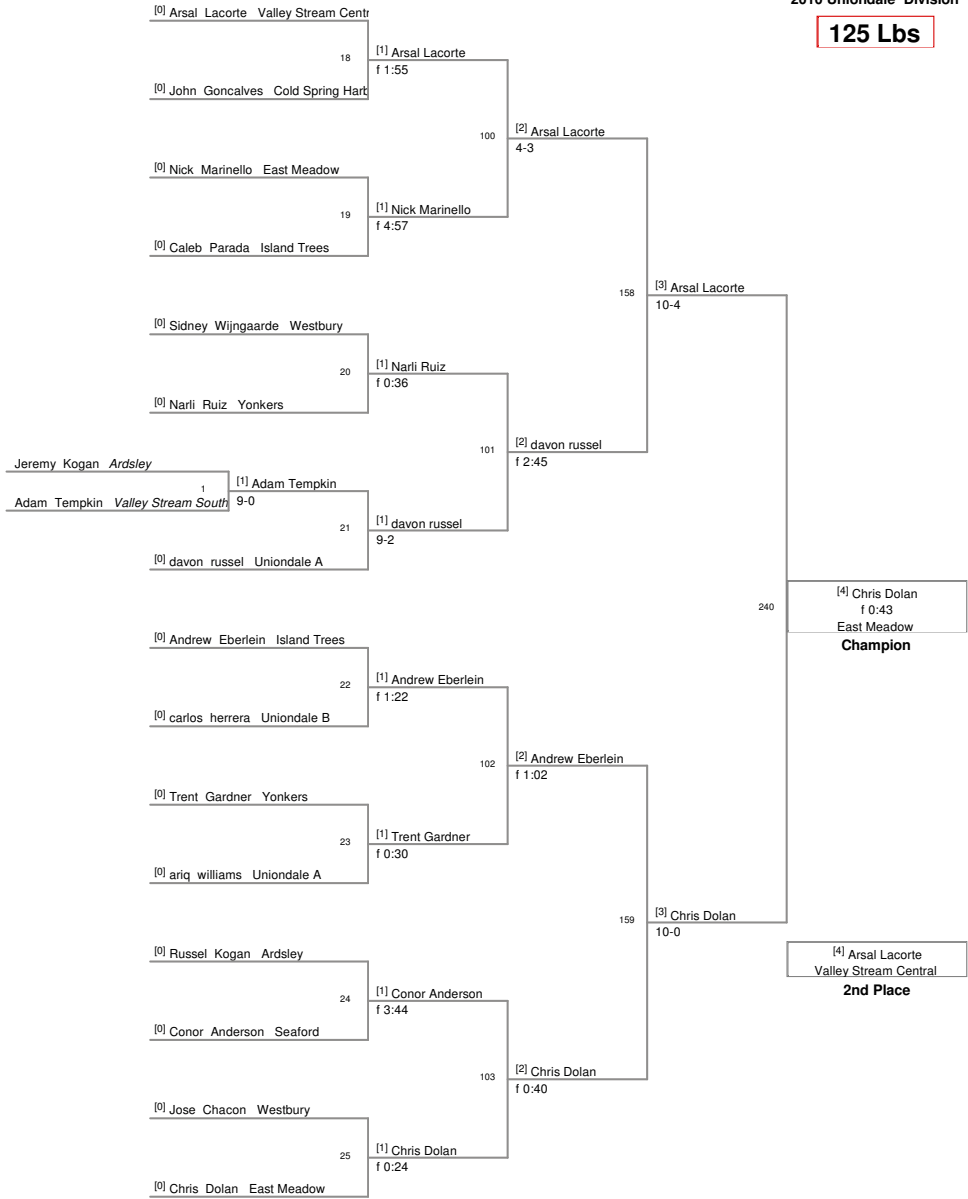 2010 Uniondale Division
125 Lbs
[0] Arsal Lacorte Valley Stream Centr
18
[1] Arsal Lacorte
f 1:55
[0] John Goncalves Cold Spring Harb
100
[2] Arsal Lacorte
4-3
[0] Nick Marinello East Meadow
19
[1] Nick Marinello
f 4:57
[0] Caleb Parada Island Trees
158
[3] Arsal Lacorte
10-4
[0] Sidney Wijngaarde Westbury
20
[1] Narli Ruiz
f 0:36
[0] Narli Ruiz Yonkers
101
[2] davon russel
f 2:45
Jeremy Kogan Ardsley
1
[1] Adam Tempkin
9-0
Adam Tempkin Valley Stream South
21
[1] davon russel
9-2
[0] davon russel Uniondale A
240
[4] Chris Dolan
f 0:43
East Meadow
Champion
[0] Andrew Eberlein Island Trees
22
[1] Andrew Eberlein
f 1:22
[0] carlos herrera Uniondale B
102
[2] Andrew Eberlein
f 1:02
[0] Trent Gardner Yonkers
23
[1] Trent Gardner
f 0:30
[0] ariq williams Uniondale A
159
[3] Chris Dolan
10-0
[0] Russel Kogan Ardsley
24
[1] Conor Anderson
f 3:44
[0] Conor Anderson Seaford
103
[2] Chris Dolan
f 0:40
[0] Jose Chacon Westbury
25
[1] Chris Dolan
f 0:24
[0] Chris Dolan East Meadow
[4] Arsal Lacorte
Valley Stream Central
2nd Place